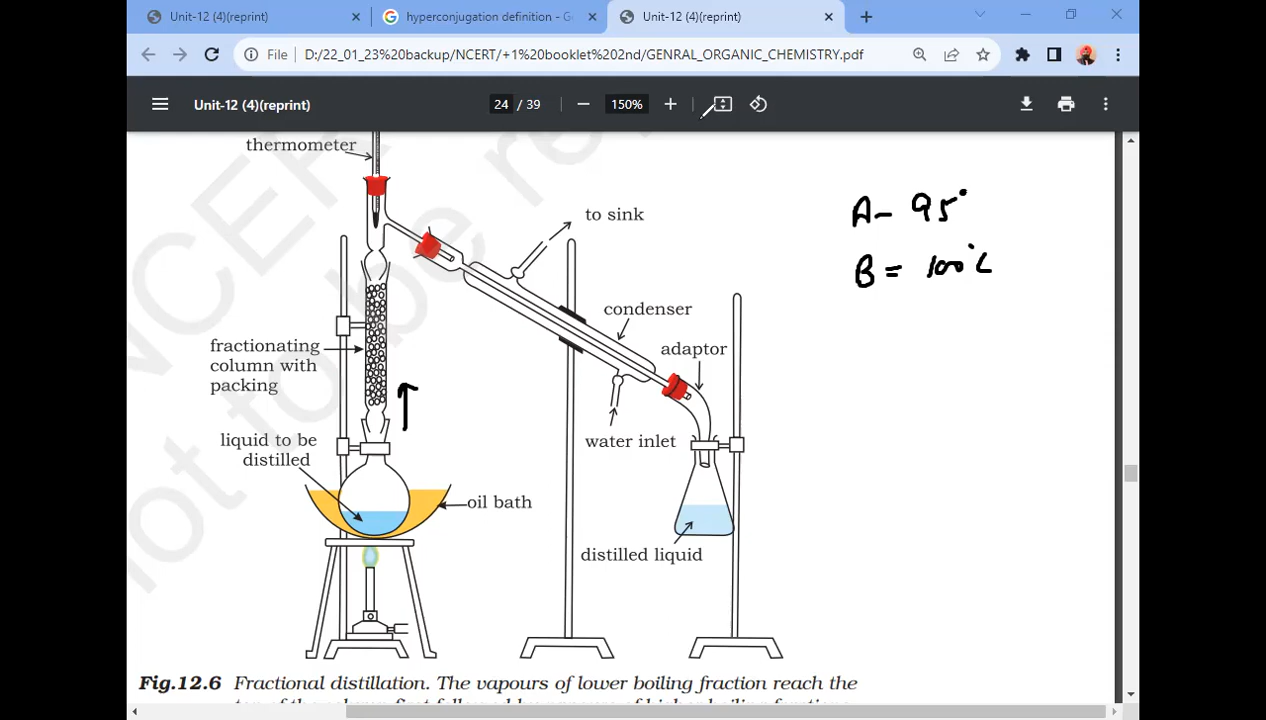 Unit-12 (4)(reprint)
hyperconjugation definition - G
Unit-12 (4)(reprint)
File
D:/22_01_23%20backup/NCERT/+1%20booklet%202nd/GENRAL_ORGANIC_CHEMISTRY.pdf
Unit-12 (4)(reprint)
24 / 39
150%
thermometer
to sink
A- 95°
B = 100°C
condenser
fractionating
column with
packing
adaptor
liquid to be
distilled
water inlet
oil bath
distilled liquid
Fig.12.6 Fractional distillation. The vapours of lower boiling fraction reach the